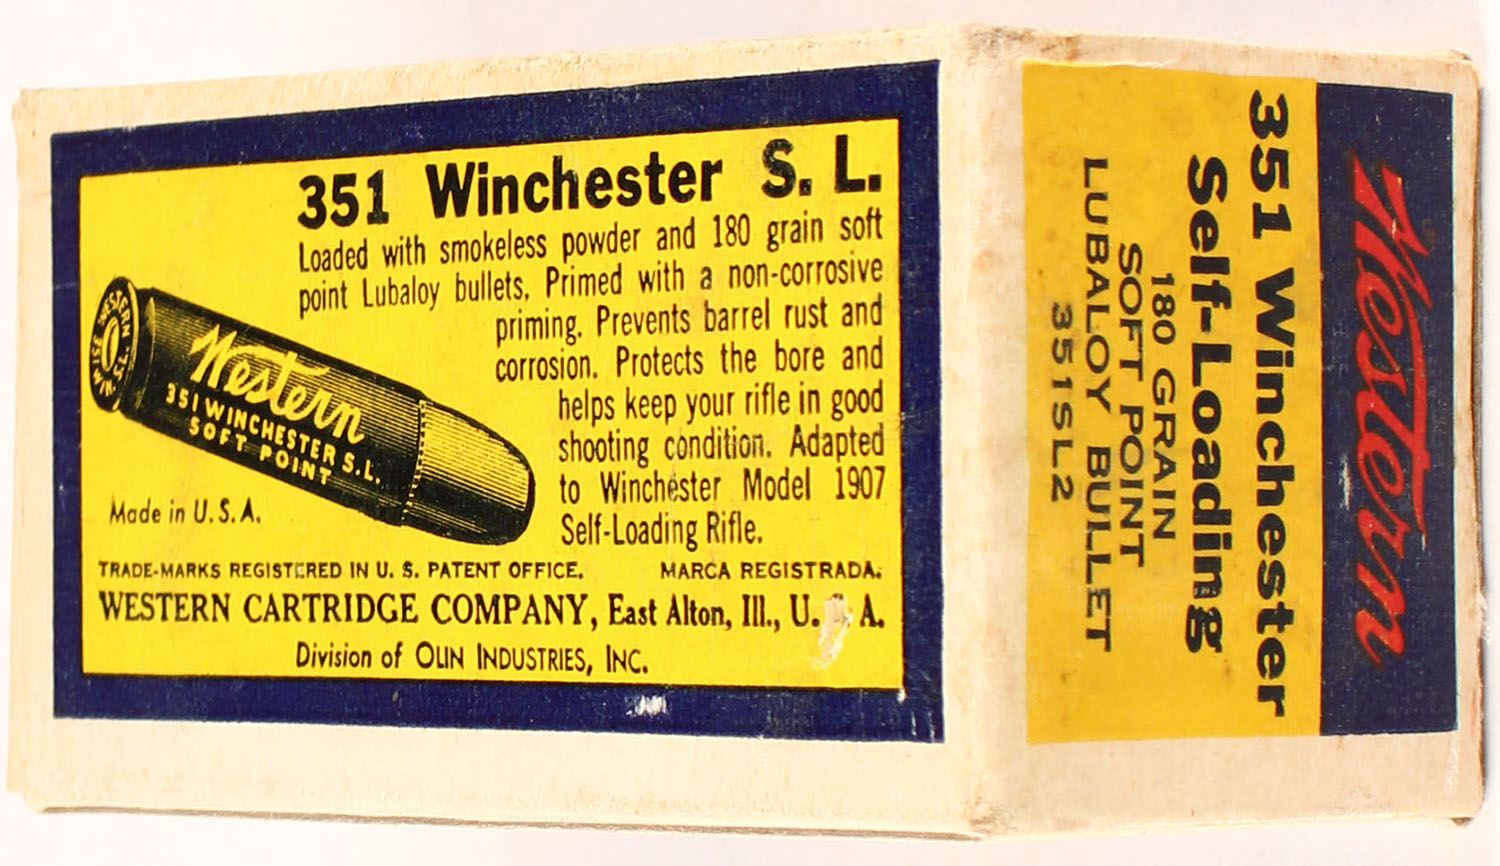 351 Winchester S. L.
Loaded with smokeless powder and 180 grain soft
point Lubaloy bullets. Primed with a non-corrosive
priming. Prevents barrel rust and
corrosion. Protects the bore and
helps keep your rifle in good
shooting condition. Adapted
to Winchester Model 1907
Self-Loading Rifle.
WESTERN
WIN. S.L.
Western
351 WINCHESTER S.L.
SOFT POINT
Made in U.S.A.
TRADE-MARKS REGISTERED IN U. S. PATENT OFFICE. MARCA REGISTRADA.
WESTERN CARTRIDGE COMPANY, East Alton, Ill., U. S. A.
Division of OLIN INDUSTRIES, INC.
Western
351 Winchester
Self-Loading
180 GRAIN
SOFT POINT
LUBALOY BULLET
351SL2